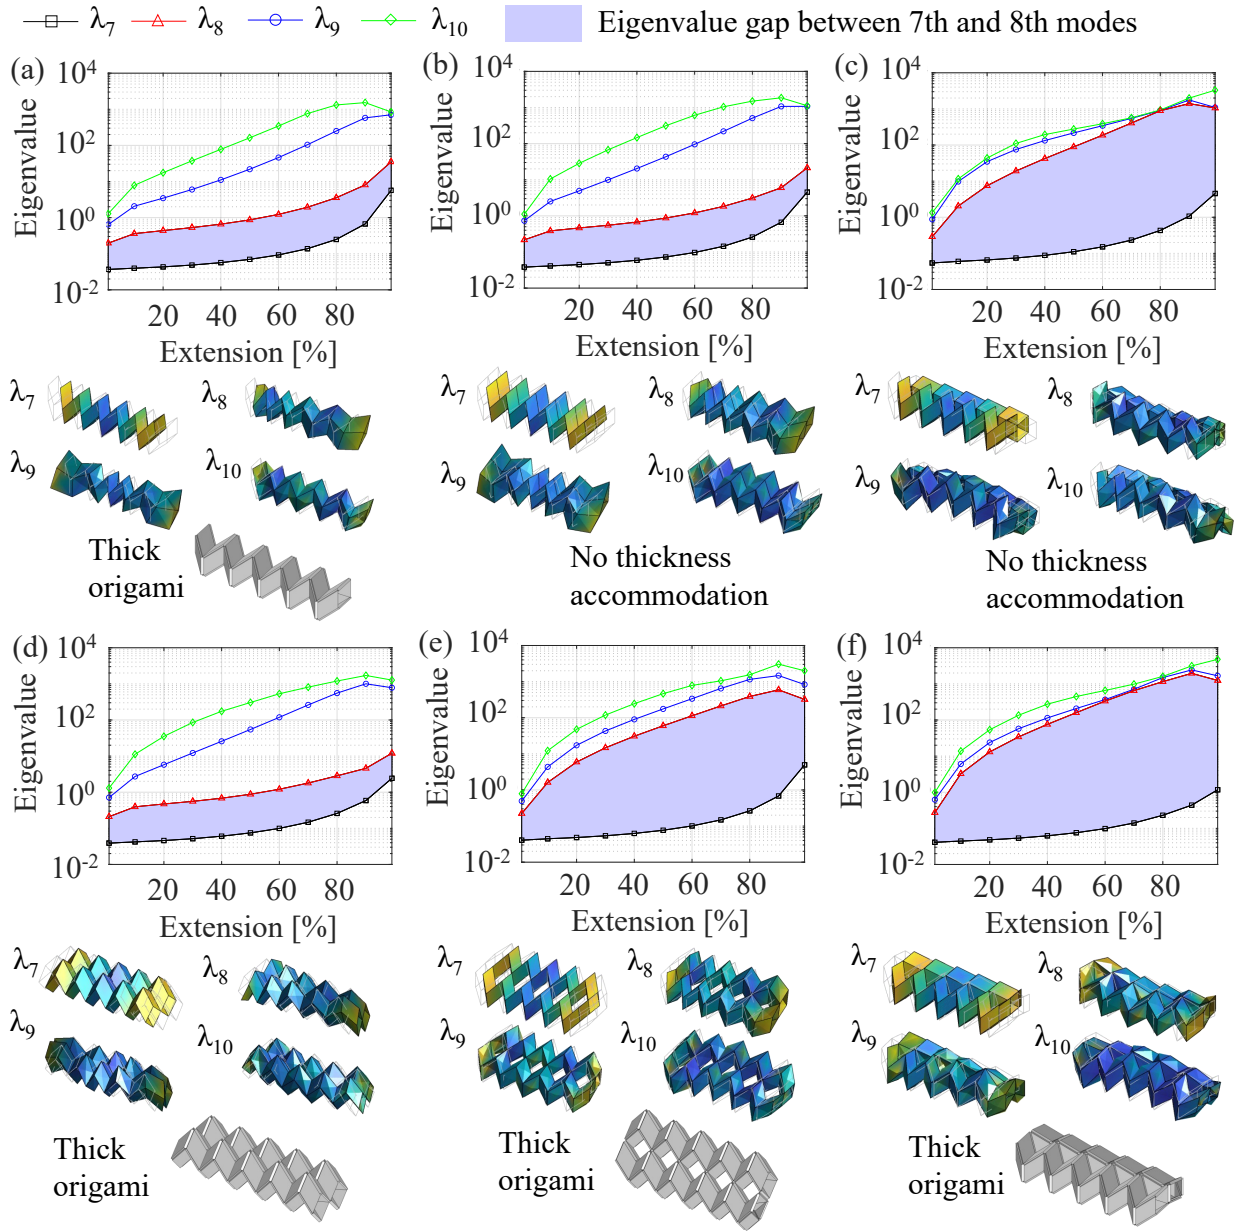 λ7 λ8 λ9 λ10 Eigenvalue gap between 7th and 8th modes
(a) (b) (c)
10^4 10^4 10^4
10^2 10^2 10^2
10^0 10^0 10^0
10^-2 10^-2 10^-2
Eigenvalue Eigenvalue Eigenvalue
20 40 60 80 20 40 60 80 20 40 60 80
Extension [%] Extension [%] Extension [%]
λ7 λ8 λ7 λ8 λ7 λ8
λ9 λ10 λ9 λ10 λ9 λ10
Thick
origami
No thickness
accommodation
No thickness
accommodation
(d) (e) (f)
10^4 10^4 10^4
10^2 10^2 10^2
10^0 10^0 10^0
10^-2 10^-2 10^-2
Eigenvalue Eigenvalue Eigenvalue
20 40 60 80 20 40 60 80 20 40 60 80
Extension [%] Extension [%] Extension [%]
λ7 λ8 λ7 λ8 λ7 λ8
λ9 λ10 λ9 λ10 λ9 λ10
Thick
origami
Thick
origami
Thick
origami